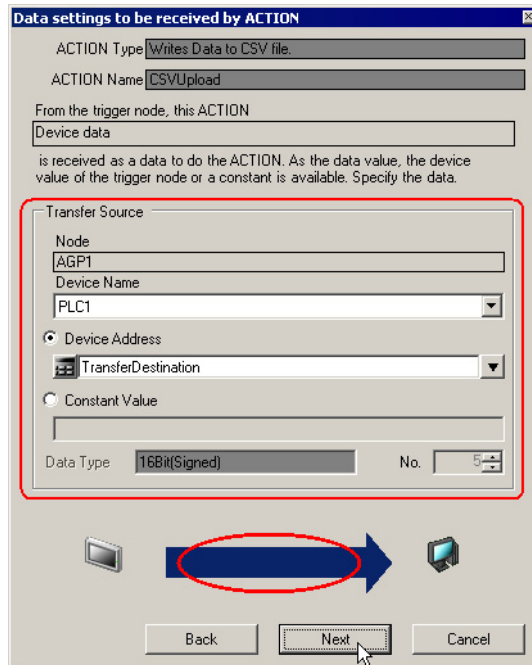 Data settings to be received by ACTION
ACTION Type Writes Data to CSV file.
ACTION Name CSVUpload
From the trigger node, this ACTION
Device data
is received as a data to do the ACTION. As the data value, the device
value of the trigger node or a constant is available. Specify the data.
Transfer Source
Node
AGP1
Device Name
PLC1
Device Address
TransferDestination
Constant Value
Data Type 16Bit(Signed) No. 5
Back Next Cancel